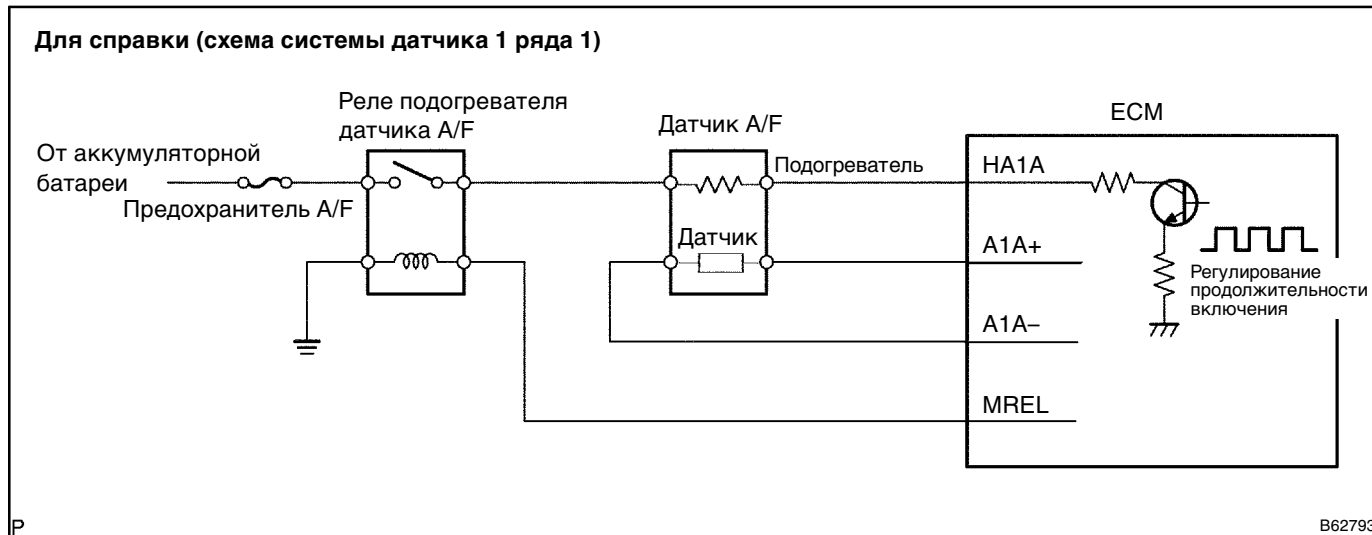 Для справки (схема системы датчика 1 ряда 1)
Реле подогревателя
датчика A/F
Датчик A/F
ECM
От аккумуляторной
батареи
Предохранитель A/F
Подогреватель
HA1A
Датчик
A1A+
Регулирование
продолжительности
включения
A1A–
MREL
P
B62793